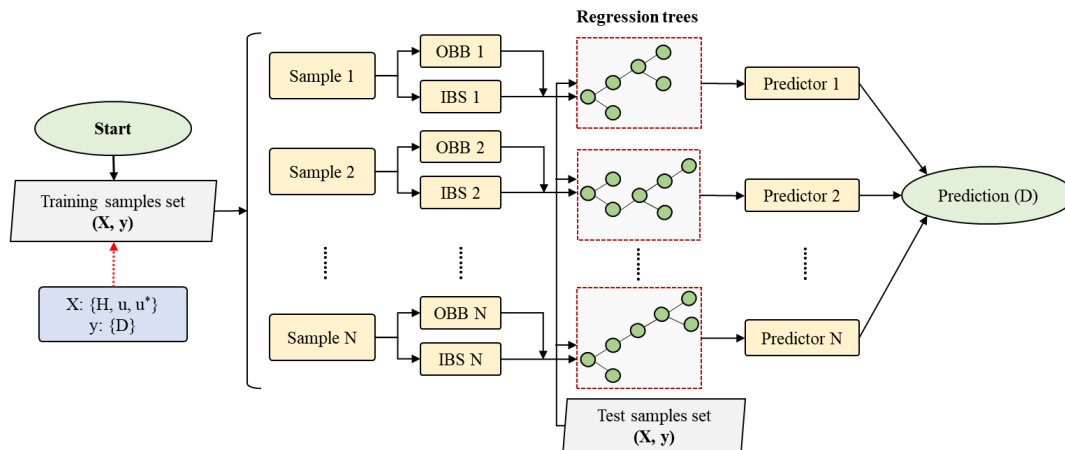 Regression trees
Start
Training samples set
(X, y)
X: {H, u, u*}
y: {D}
Sample 1
OBB 1
IBS 1
Predictor 1
Sample 2
OBB 2
IBS 2
Predictor 2
Prediction (D)
Sample N
OBB N
IBS N
Predictor N
Test samples set
(X, y)